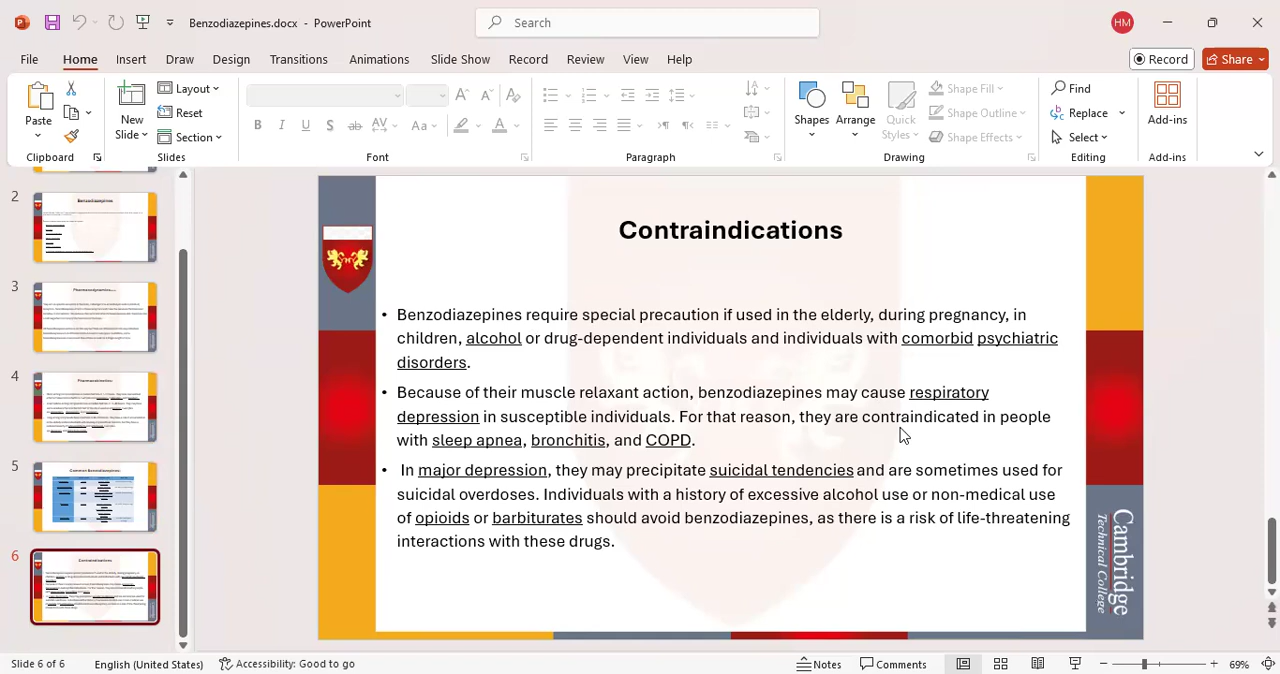 Benzodiazepines.docx - PowerPoint
Search
HM
File Home Insert Draw Design Transitions Animations Slide Show Record Review View Help
Record Share
Paste
Clipboard
New Slide
Layout
Reset
Section
Slides
B I U S ab AV Aa A
Font
Paragraph
Shapes
Arrange
Quick Styles
Shape Fill
Shape Outline
Shape Effects
Drawing
Find
Replace
Select
Editing
Add-ins
Add-ins
2
Benzodiazepines
3
4
5
Common Benzodiazepines
6
Contraindications
Contraindications
• Benzodiazepines require special precaution if used in the elderly, during pregnancy, in
children, alcohol or drug-dependent individuals and individuals with comorbid psychiatric
disorders.
• Because of their muscle relaxant action, benzodiazepines may cause respiratory
depression in susceptible individuals. For that reason, they are contraindicated in people
with sleep apnea, bronchitis, and COPD.
• In major depression, they may precipitate suicidal tendencies and are sometimes used for
suicidal overdoses. Individuals with a history of excessive alcohol use or non-medical use
of opioids or barbiturates should avoid benzodiazepines, as there is a risk of life-threatening
interactions with these drugs.
Cambridge
Technical College
Slide 6 of 6 English (United States) Accessibility: Good to go
Notes Comments 69%